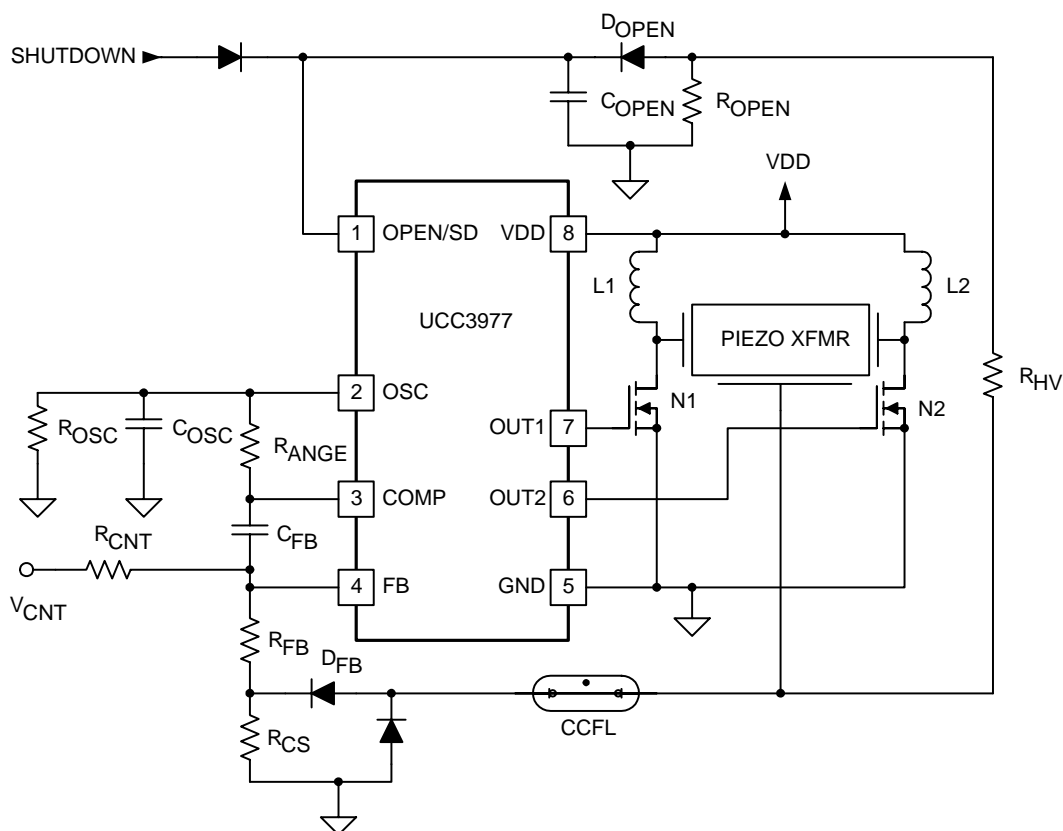 D_OPEN
SHUTDOWN
C_OPEN
R_OPEN
VDD
1 OPEN/SD
VDD 8
L1
L2
UCC3977
PIEZO XFMR
R_HV
2 OSC
N1
N2
R_OSC
C_OSC
R_ANGE
OUT1 7
3 COMP
OUT2 6
R_CNT
C_FB
4 FB
GND 5
V_CNT
R_FB
D_FB
R_CS
CCFL